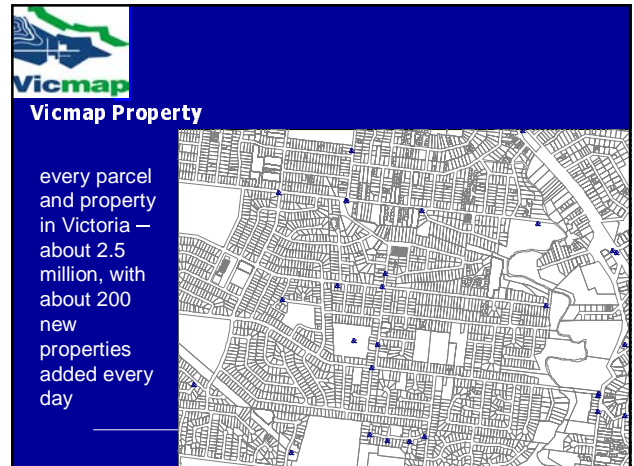 Vicmap
Vicmap Property
every parcel
and property
in Victoria –
about 2.5
million, with
about 200
new
properties
added every
day